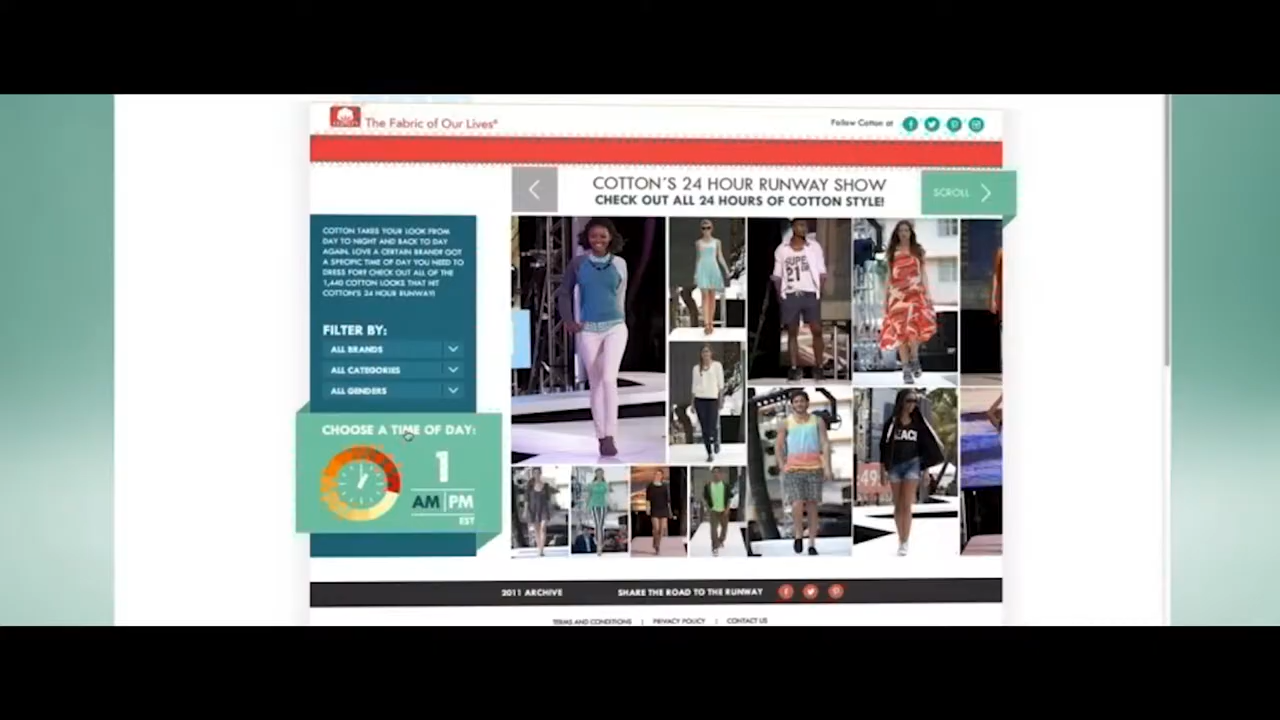 The Fabric of Our Lives®
Follow Cotton at
COTTON'S 24 HOUR RUNWAY SHOW
CHECK OUT ALL 24 HOURS OF COTTON STYLE!
SCROLL
COTTON TAKES YOUR LOOK FROM
DAY TO NIGHT AND BACK TO DAY
AGAIN. LOVE A CERTAIN BRAND? GOT
A SPECIFIC TIME OF DAY YOU NEED TO
DRESS FOR? CHECK OUT ALL OF THE
1,440 COTTON LOOKS THAT HIT
COTTON'S 24 HOUR RUNWAY!
FILTER BY:
ALL BRANDS
ALL CATEGORIES
ALL GENDERS
CHOOSE A TIME OF DAY:
1
AM|PM
EST
SUPE
21
49
2011 ARCHIVE
SHARE THE ROAD TO THE RUNWAY
TERMS AND CONDITIONS | PRIVACY POLICY | CONTACT US